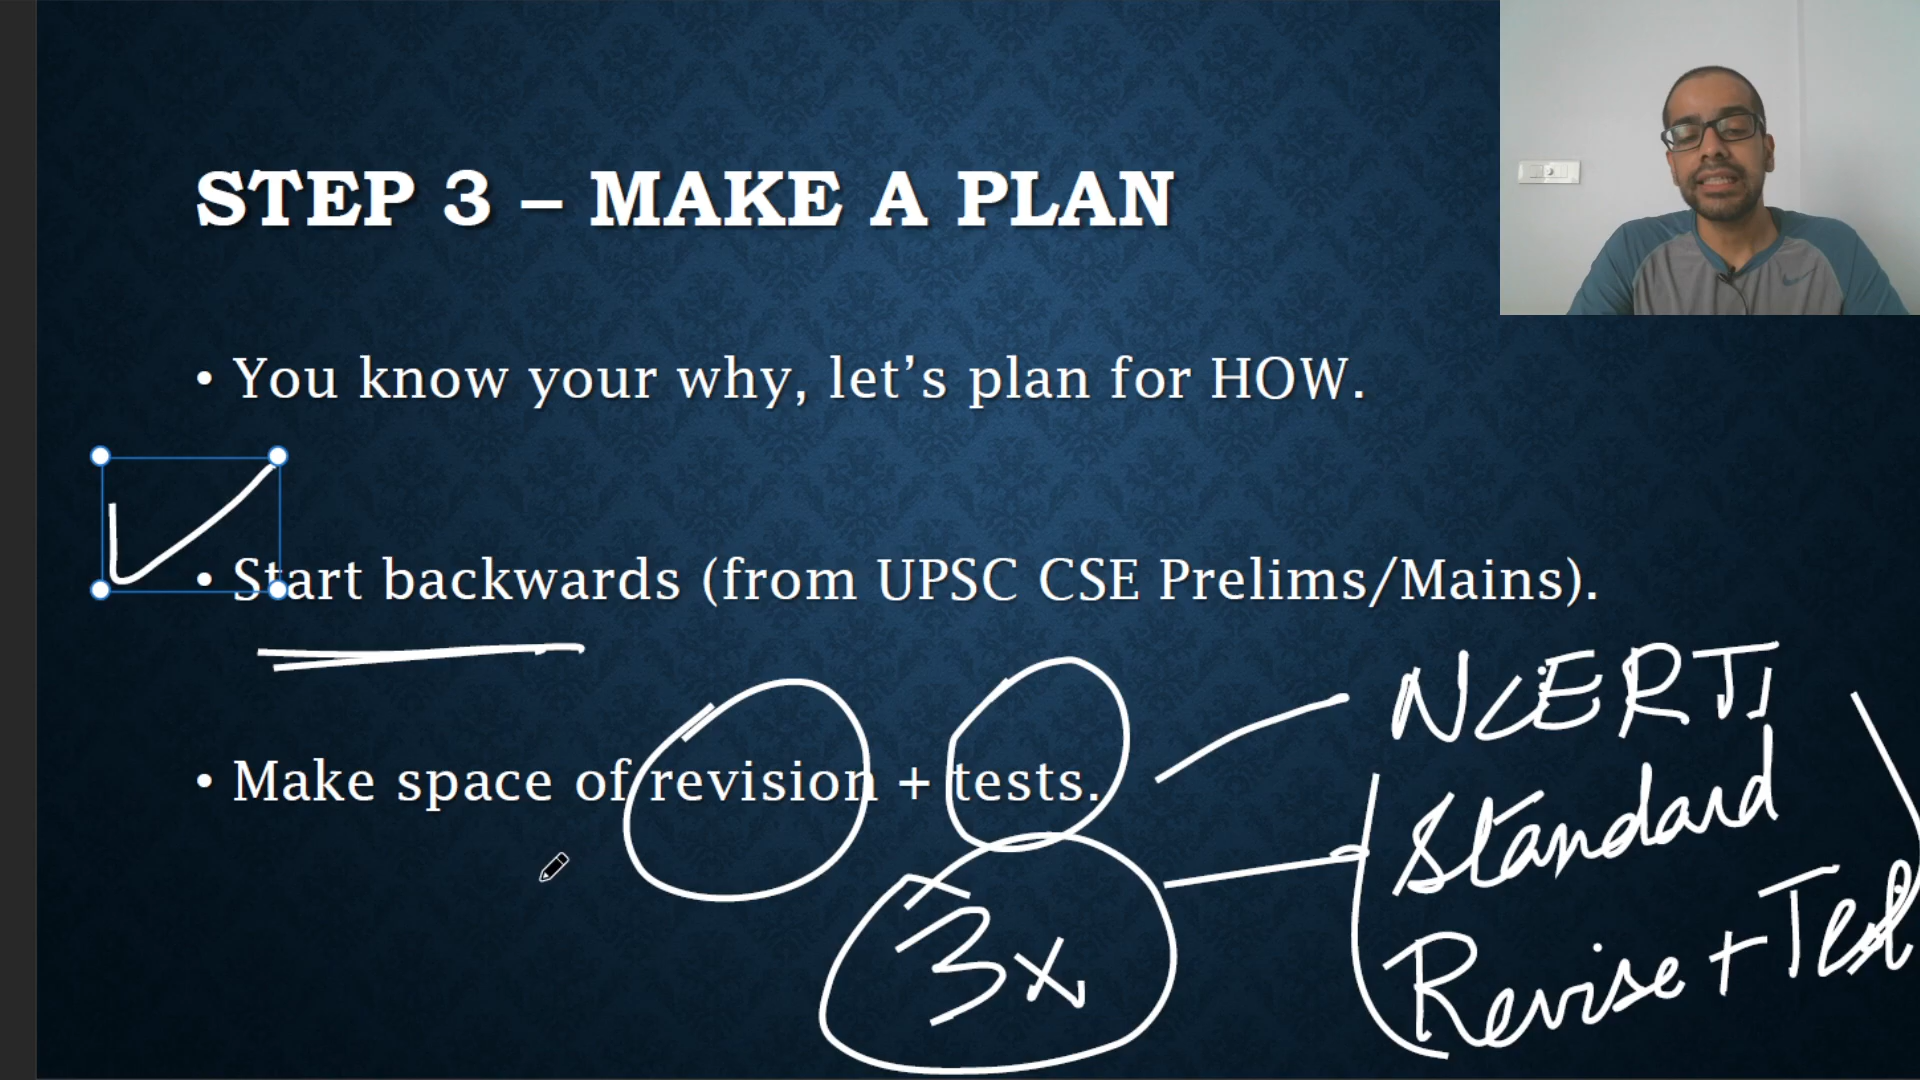 STEP 3 – MAKE A PLAN
• You know your why, let’s plan for HOW.
• Start backwards (from UPSC CSE Prelims/Mains).
• Make space of revision + tests.
NCERT
Standard
3x
Revise + Test